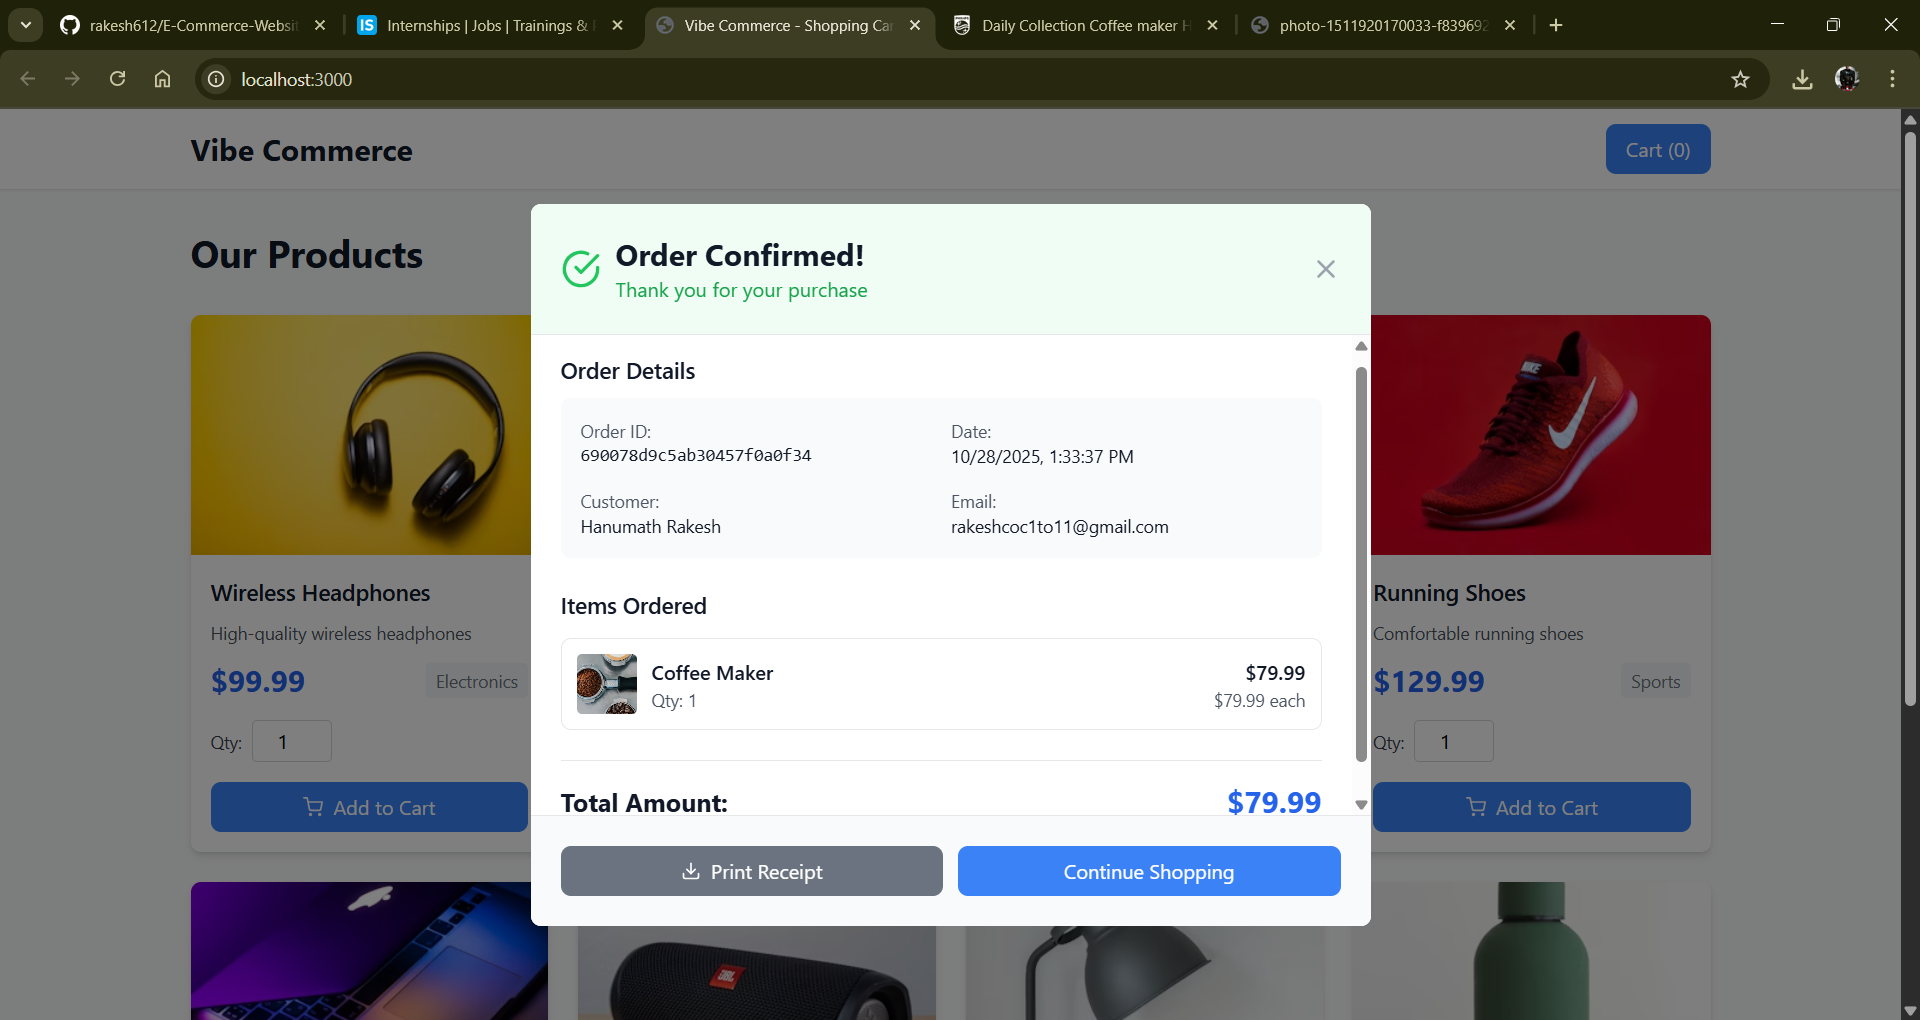 rakesh612/E-Commerce-Websi
Internships | Jobs | Trainings &
Vibe Commerce - Shopping Car
Daily Collection Coffee maker H
photo-1511920170033-f839692
localhost:3000
Vibe Commerce
Cart (0)
Our Products
Order Confirmed!
Thank you for your purchase
Order Details
Order ID:
690078d9c5ab30457f0a0f34
Date:
10/28/2025, 1:33:37 PM
Customer:
Hanumath Rakesh
Email:
rakeshcoc1to11@gmail.com
Items Ordered
Coffee Maker
Qty: 1
$79.99
$79.99 each
Total Amount:
$79.99
Print Receipt
Continue Shopping
Wireless Headphones
High-quality wireless headphones
$99.99
Electronics
Qty:
1
Add to Cart
NIKE
Running Shoes
Comfortable running shoes
$129.99
Sports
Qty:
1
Add to Cart
JBL